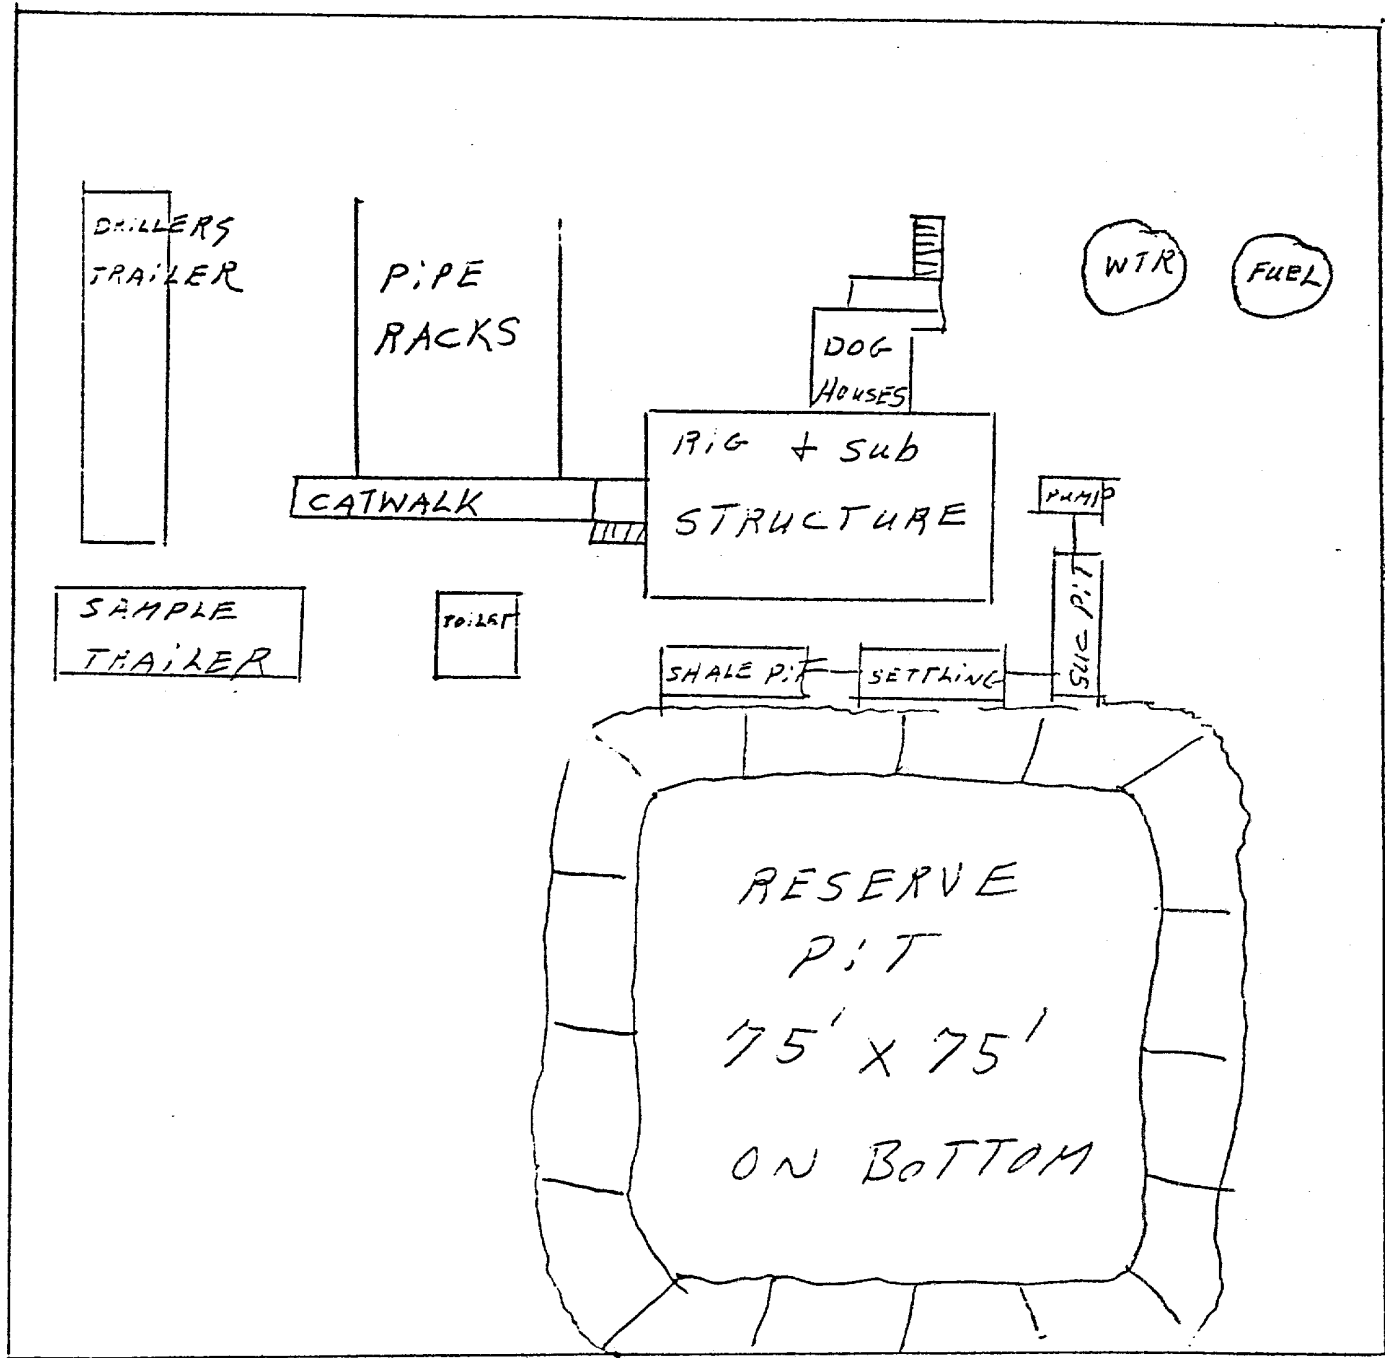 DRILLERS
TRAILER
PiPE
RACKS
DOG
HOUSES
WTR
FUEL
RiG + Sub
STRUCTURE
CATWALK
PUMP
SUC PiT
SAMPLE
TRAiLER
TOiLET
SHALE PiT
SETTLiNG
RESERVE
PiT
75' X 75'
ON BOTTOM